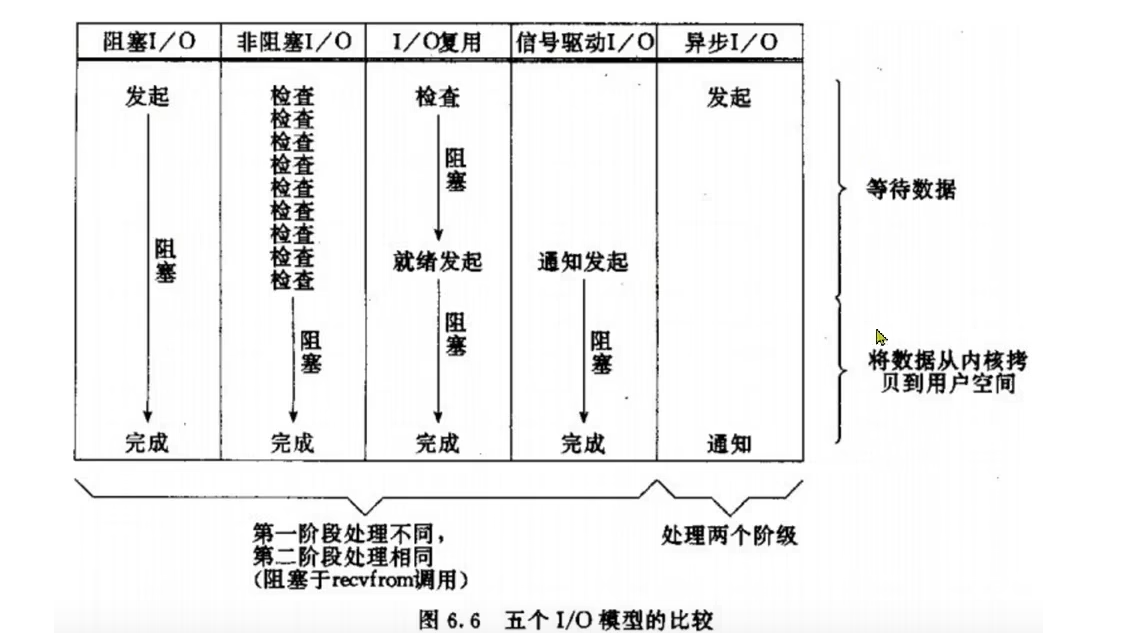 阻塞I/O 非阻塞I/O I/O复用 信号驱动I/O 异步I/O
发起 检查 检查 发起
检查
检查
检查
检查
检查
检查
检查
检查
阻塞
阻塞
就绪发起 通知发起
阻塞 阻塞 阻塞
完成 完成 完成 完成 通知
等待数据
将数据从内核拷
贝到用户空间
第一阶段处理不同，
第二阶段处理相同
（阻塞于recvfrom调用）
处理两个阶级
图 6.6 五个 I/O 模型的比较